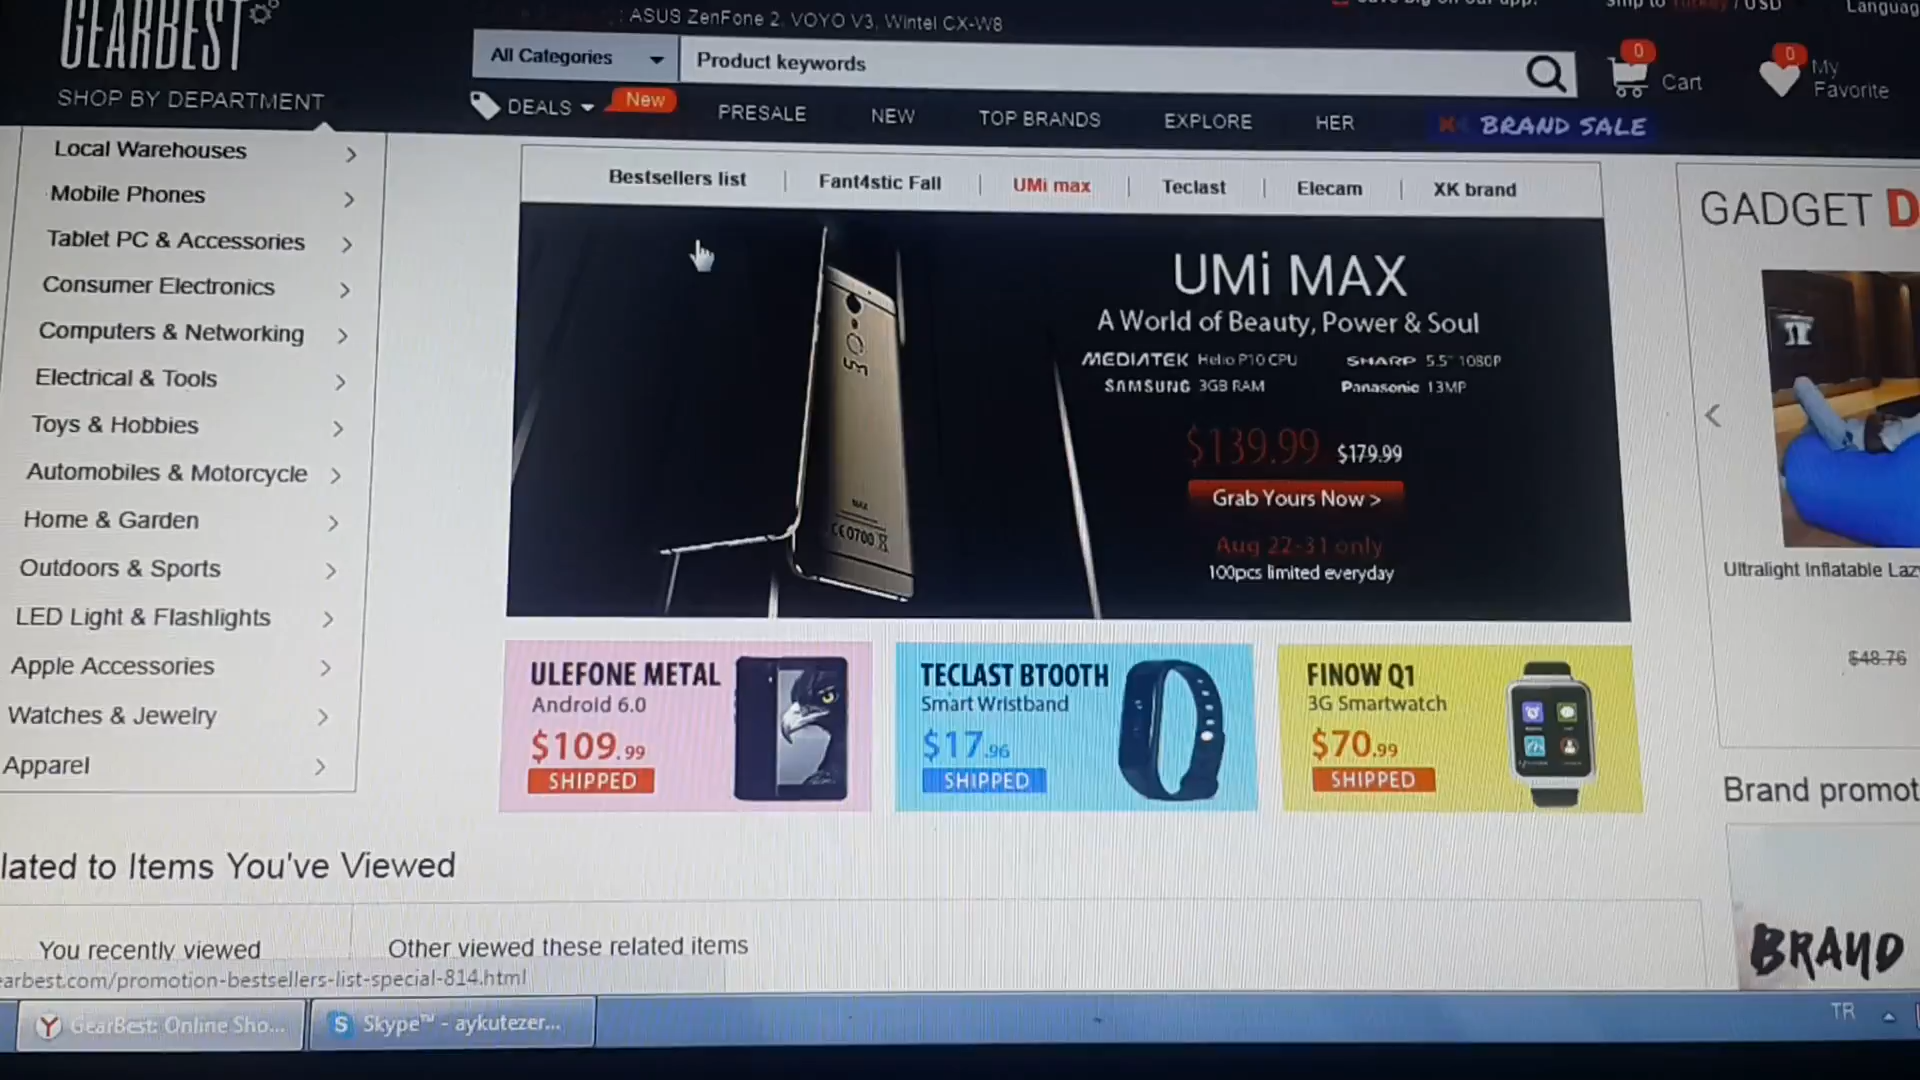 GEARBEST
: ASUS ZenFone 2, VOYO V3, Wintel CX-W8
/ USD
All Categories
Product keywords
0
Cart
0
My
Favorite
SHOP BY DEPARTMENT
DEALS
New
PRESALE
NEW
TOP BRANDS
EXPLORE
HER
BRAND SALE
Local Warehouses
Mobile Phones
Tablet PC & Accessories
Consumer Electronics
Computers & Networking
Electrical & Tools
Toys & Hobbies
Automobiles & Motorcycle
Home & Garden
Outdoors & Sports
LED Light & Flashlights
Apple Accessories
Watches & Jewelry
Apparel
Bestsellers list
Fant4stic Fall
UMi max
Teclast
Elecam
XK brand
UMi MAX
A World of Beauty, Power & Soul
MEDIATEK Helio P10 CPU
SHARP 5.5" 1080P
SAMSUNG 3GB RAM
Panasonic 13MP
$139.99 $179.99
Grab Yours Now >
Aug 22-31 only
100pcs limited everyday
MAX
CE0700
GADGET D
Ultralight Inflatable Laz
$48.76
ULEFONE METAL
Android 6.0
$109.99
SHIPPED
TECLAST BTOOTH
Smart Wristband
$17.96
SHIPPED
FINOW Q1
3G Smartwatch
$70.99
SHIPPED
Brand promot
BRAND
lated to Items You've Viewed
You recently viewed
Other viewed these related items
earbest.com/promotion-bestsellers-list-special-814.html
GearBest: Online Sho...
Skype™ - aykutezer...
TR